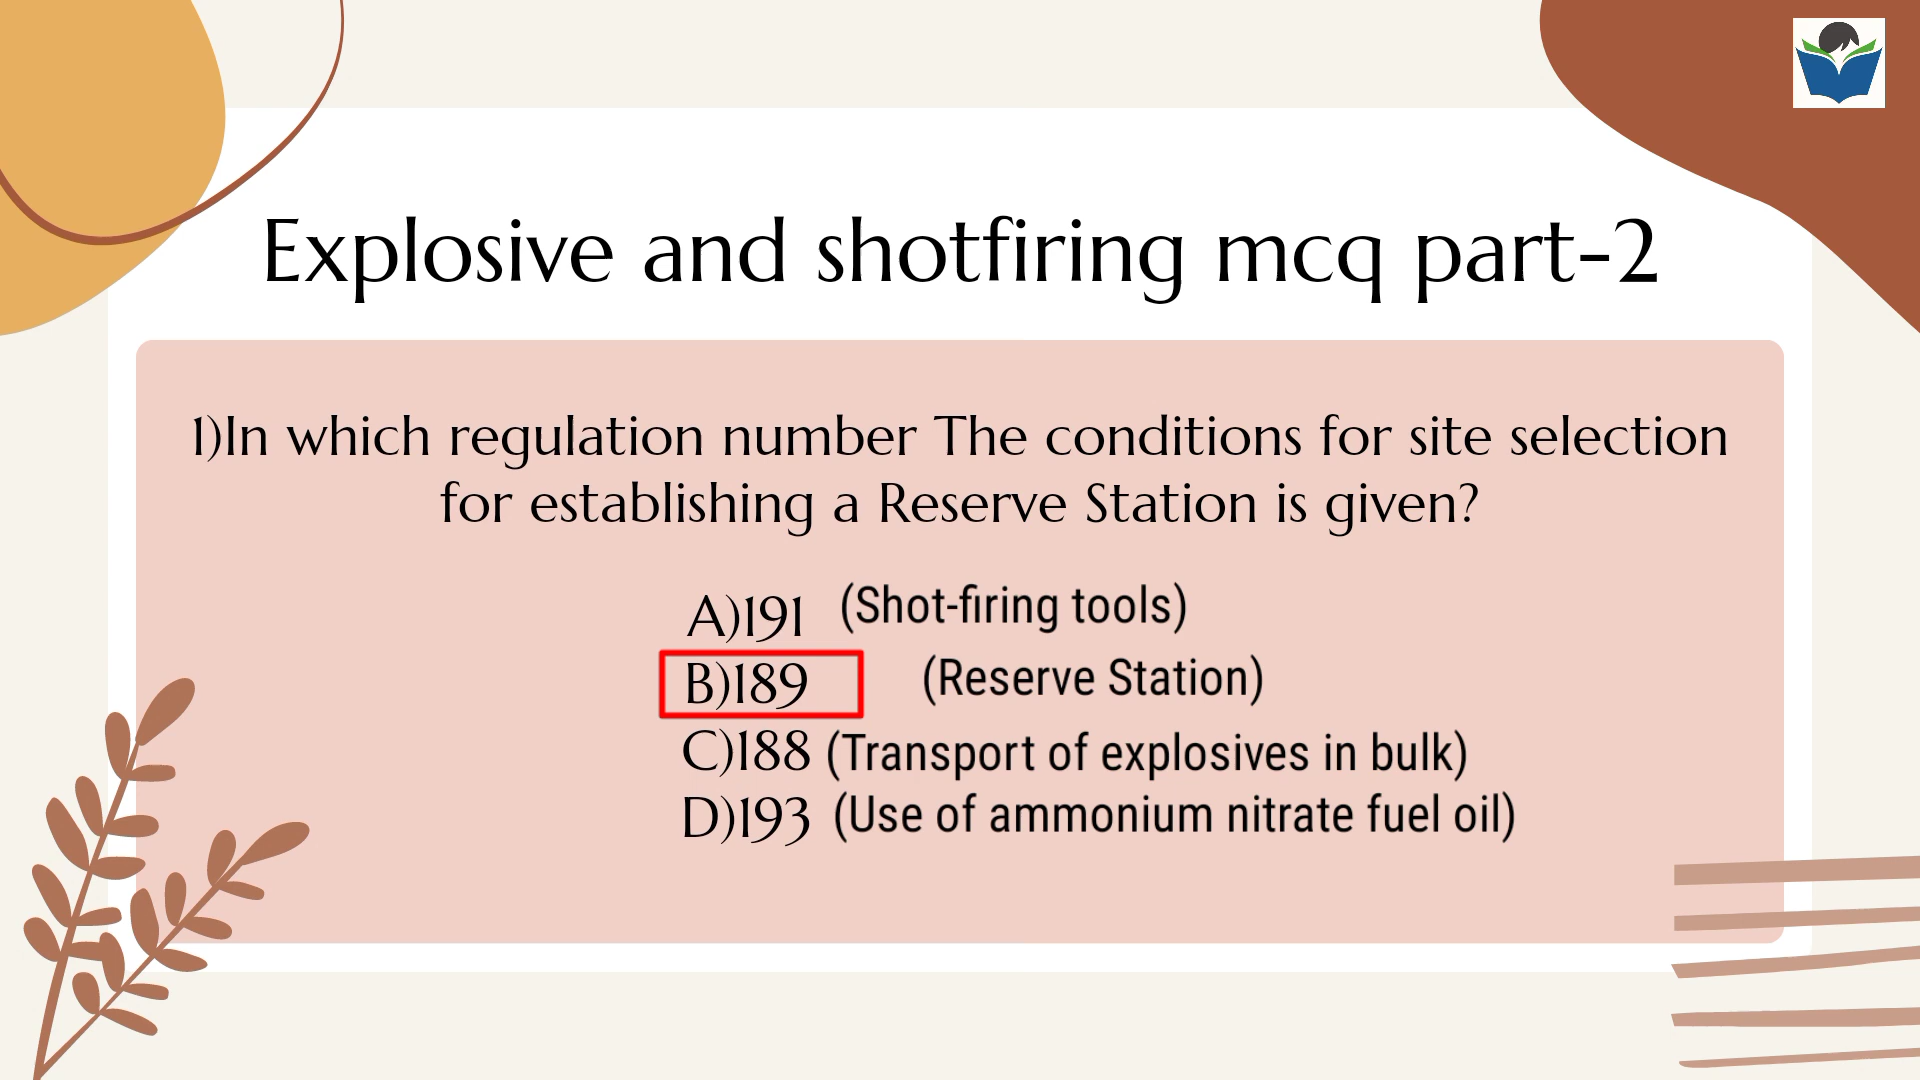 Explosive and shotfiring mcq part-2
1)In which regulation number The conditions for site selection
for establishing a Reserve Station is given?
A)191 (Shot-firing tools)
B)189 (Reserve Station)
C)188 (Transport of explosives in bulk)
D)193 (Use of ammonium nitrate fuel oil)